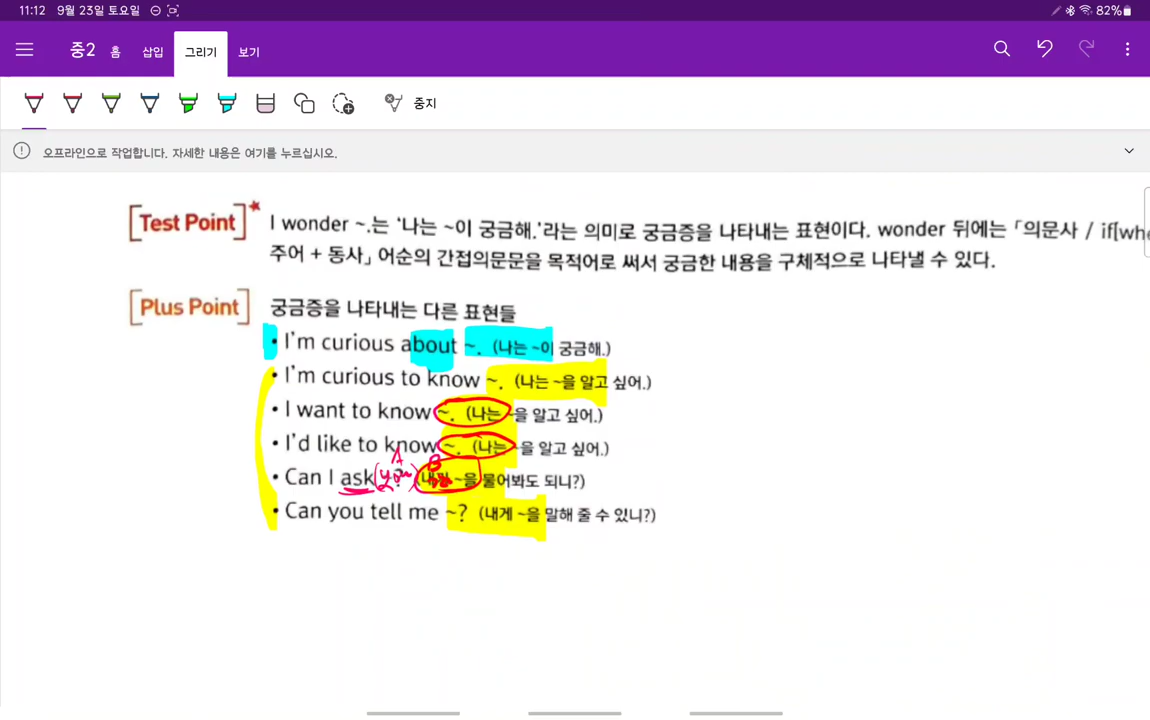 11:12 9월 23일 토요일 82%
중2 홈 삽입 그리기 보기
중지
오프라인으로 작업합니다. 자세한 내용은 여기를 누르십시오.
[Test Point]* I wonder ~.는 ‘나는 ~이 궁금해.’라는 의미로 궁금증을 나타내는 표현이다. wonder 뒤에는 「의문사 / if[whe
주어 + 동사」 어순의 간접의문문을 목적어로 써서 궁금한 내용을 구체적으로 나타낼 수 있다.
[Plus Point] 궁금증을 나타내는 다른 표현들
• I’m curious about ~. (나는 ~이 궁금해.)
• I’m curious to know ~. (나는 ~을 알고 싶어.)
• I want to know ~. (나는 ~을 알고 싶어.)
• I’d like to know ~. (나는 ~을 알고 싶어.)
A B
• Can I ask (you) ~을 물어봐도 되니?)
• Can you tell me ~? (내게 ~을 말해 줄 수 있니?)